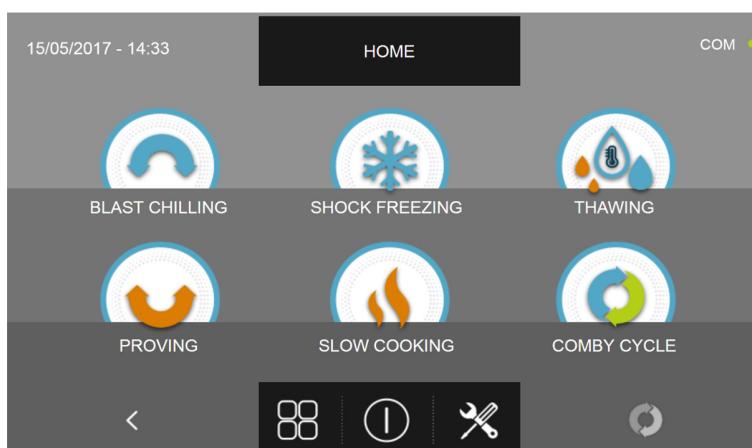 15/05/2017 - 14:33
HOME
COM
BLAST CHILLING
SHOCK FREEZING
THAWING
PROVING
SLOW COOKING
COMBY CYCLE